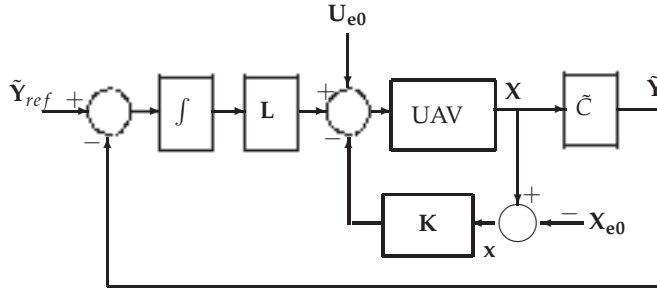 U_e0
Ỹ_ref + ∫ L + UAV X C̃ Ỹ
− − +
K x − X_e0